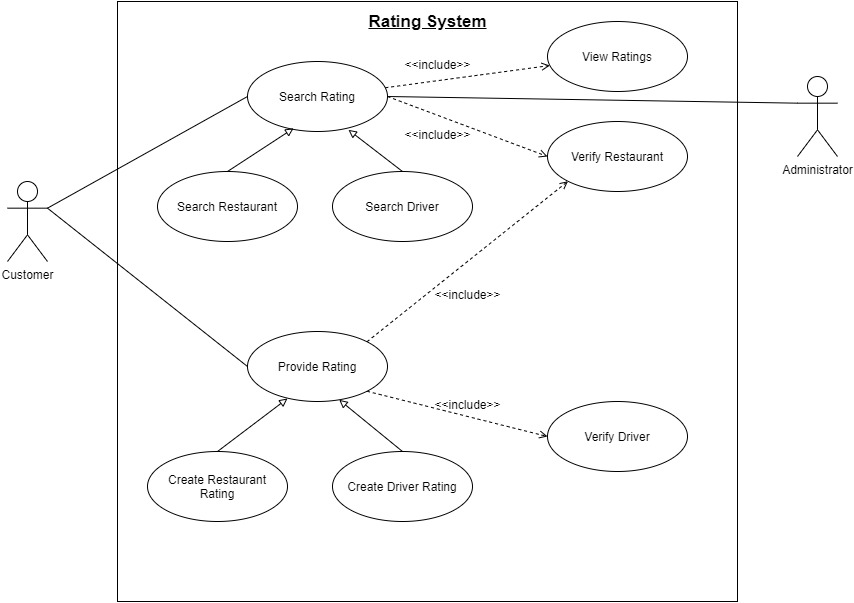 Rating System
<<include>>
View Ratings
Search Rating
<<include>>
Verify Restaurant
Administrator
Search Restaurant
Search Driver
Customer
<<include>>
Provide Rating
<<include>>
Verify Driver
Create Restaurant
Rating
Create Driver Rating